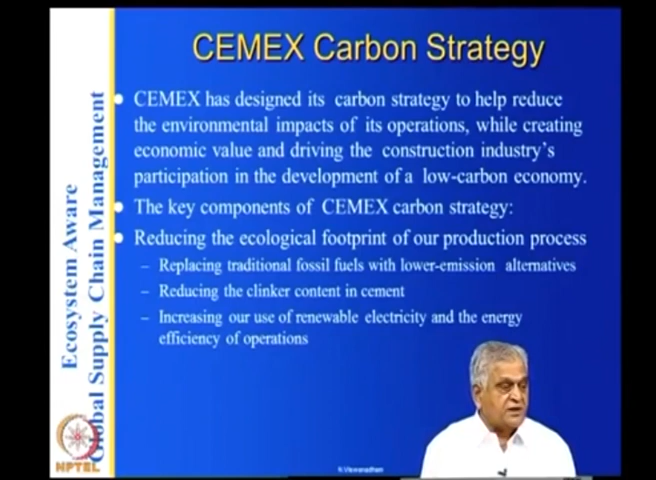 CEMEX Carbon Strategy
CEMEX has designed its carbon strategy to help reduce
the environmental impacts of its operations, while creating
economic value and driving the construction industry's
participation in the development of a low-carbon economy.
The key components of CEMEX carbon strategy:
Reducing the ecological footprint of our production process
– Replacing traditional fossil fuels with lower-emission alternatives
– Reducing the clinker content in cement
– Increasing our use of renewable electricity and the energy
efficiency of operations
Ecosystem Aware
Global Supply Chain Management
NPTEL
N.Viswanadham